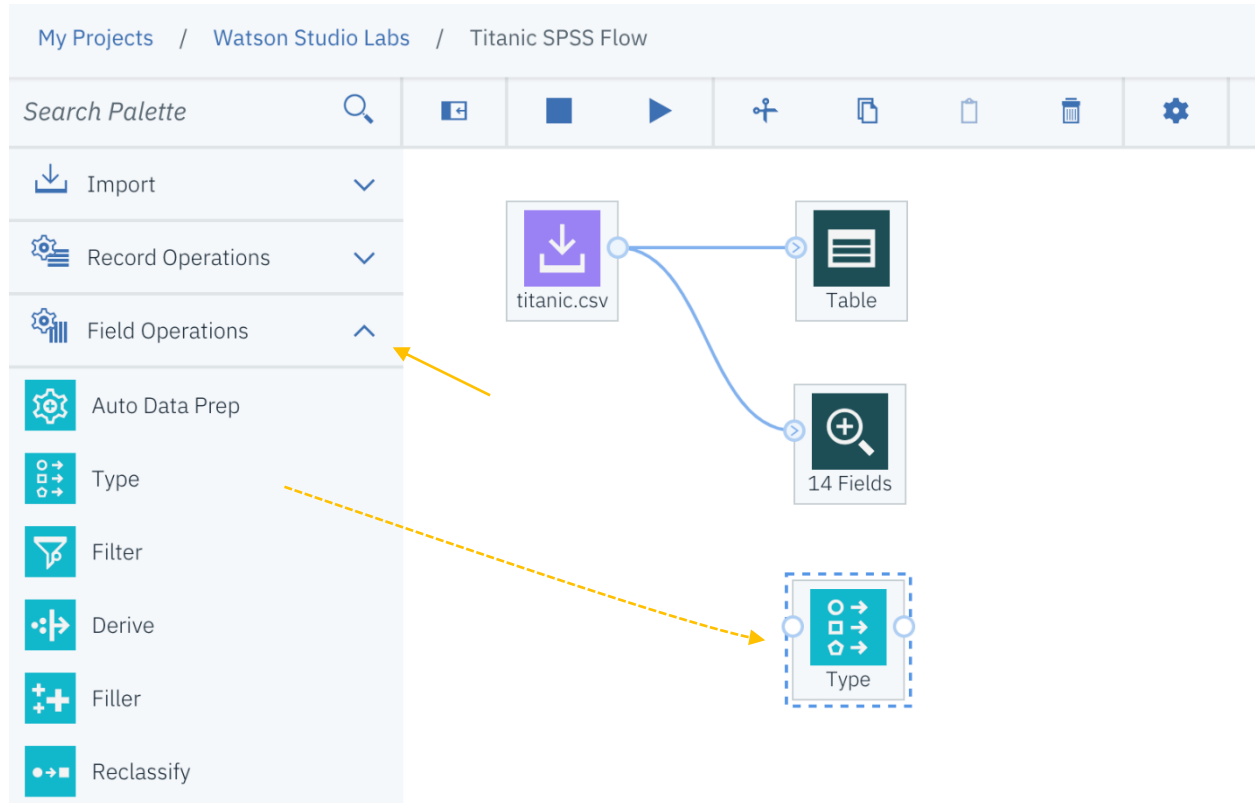 My Projects / Watson Studio Labs / Titanic SPSS Flow
Search Palette
Import
Record Operations
Field Operations
Auto Data Prep
Type
Filter
Derive
Filler
Reclassify
titanic.csv
Table
14 Fields
Type